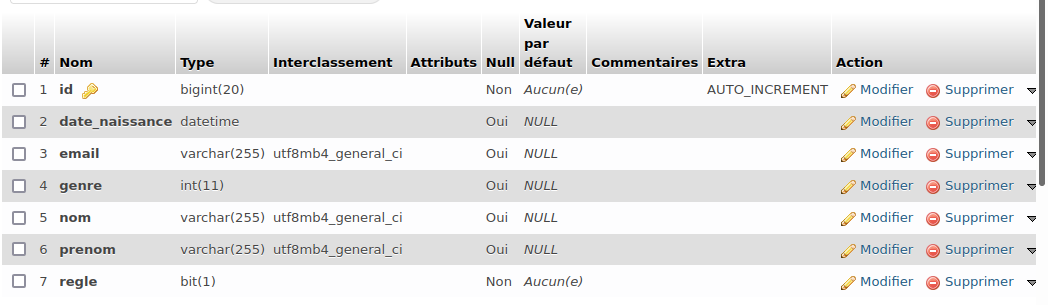 # Nom Type Interclassement Attributs Null Valeur par défaut Commentaires Extra Action
1 id bigint(20) Non Aucun(e) AUTO_INCREMENT Modifier Supprimer
2 date_naissance datetime Oui NULL Modifier Supprimer
3 email varchar(255) utf8mb4_general_ci Oui NULL Modifier Supprimer
4 genre int(11) Oui NULL Modifier Supprimer
5 nom varchar(255) utf8mb4_general_ci Oui NULL Modifier Supprimer
6 prenom varchar(255) utf8mb4_general_ci Oui NULL Modifier Supprimer
7 regle bit(1) Non Aucun(e) Modifier Supprimer